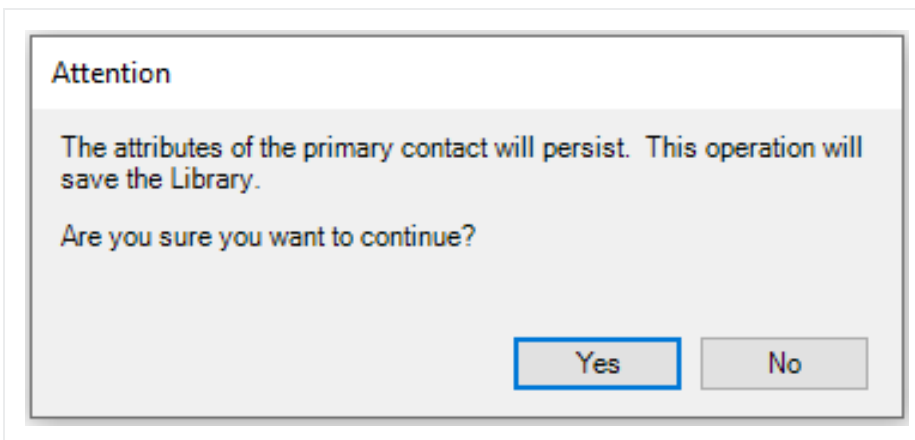 Attention
The attributes of the primary contact will persist.  This operation will
save the Library.
Are you sure you want to continue?
Yes
No